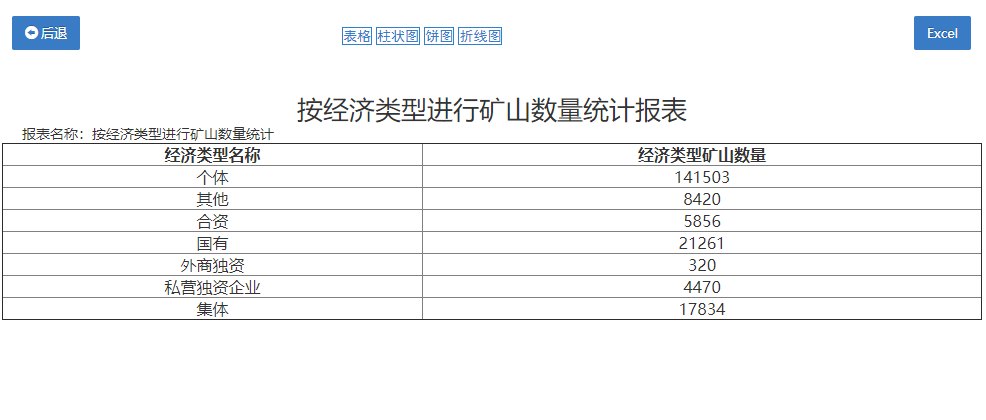 后退
表格 柱状图 饼图 折线图
Excel
按经济类型进行矿山数量统计报表
报表名称：按经济类型进行矿山数量统计
经济类型名称 经济类型矿山数量
个体 141503
其他 8420
合资 5856
国有 21261
外商独资 320
私营独资企业 4470
集体 17834